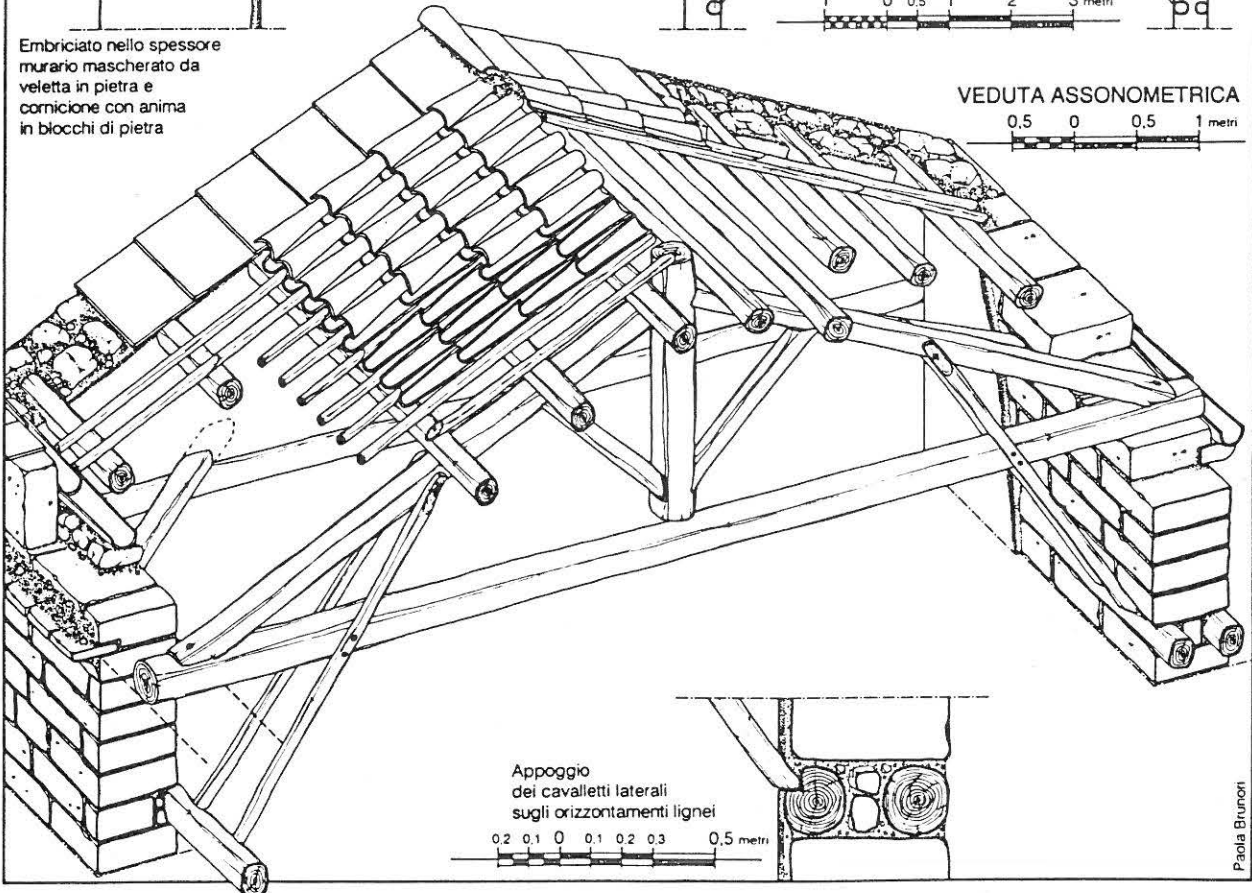 1 0 0,5 1 2 3 metri
Embriciato nello spessore
murario mascherato da
veletta in pietra e
cornicione con anima
in blocchi di pietra
VEDUTA ASSONOMETRICA
0,5 0 0,5 1 metri
Appoggio
dei cavalletti laterali
sugli orizzontamenti lignei
0,2 0,1 0 0,1 0,2 0,3 0,5 metri
Paola Brunori